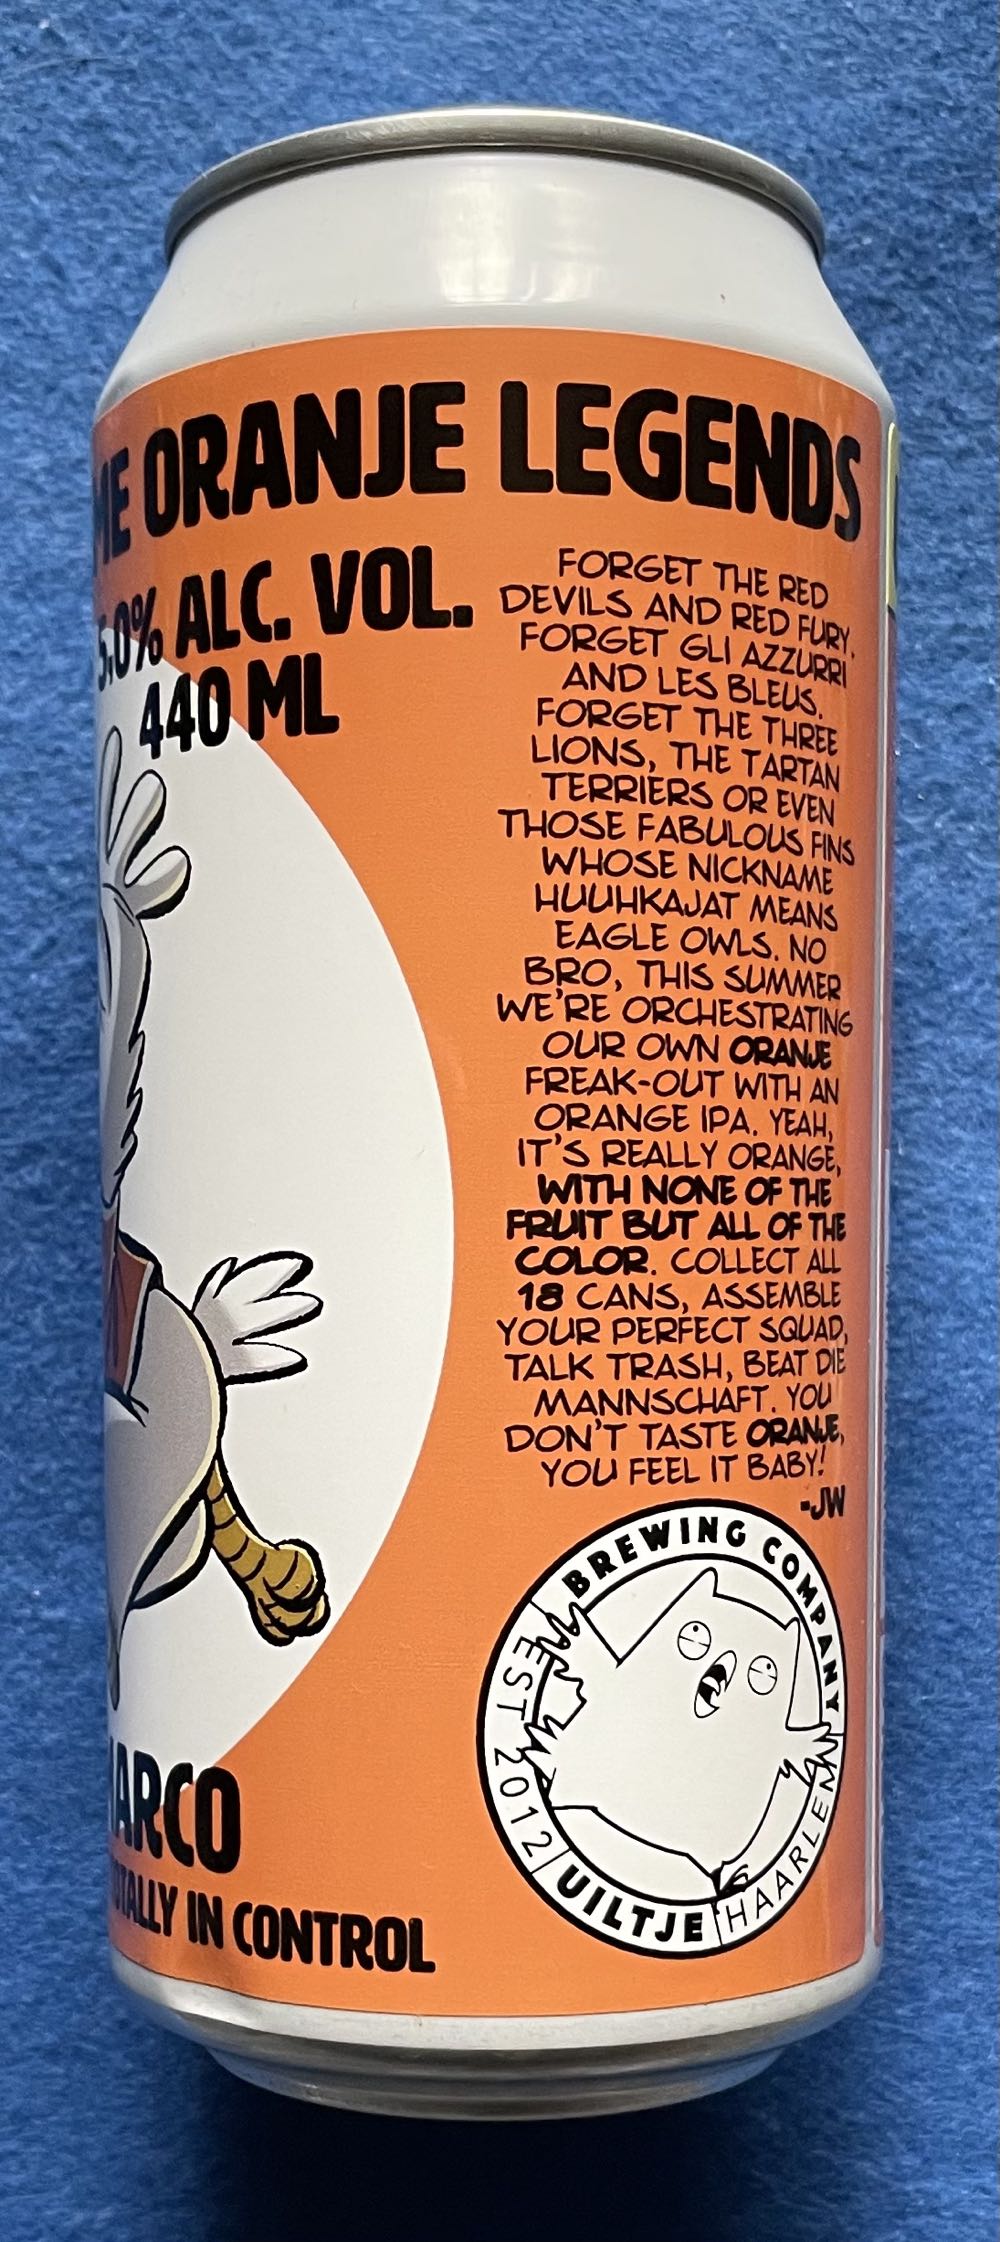 ORANJE LEGENDS
5.0% ALC. VOL.
440 ML
FORGET THE RED
DEVILS AND RED FURY.
FORGET GLI AZZURRI
AND LES BLEUS.
FORGET THE THREE
LIONS, THE TARTAN
TERRIERS OR EVEN
THOSE FABULOUS FINS
WHOSE NICKNAME
HUUHKAJAT MEANS
EAGLE OWLS. NO
BRO, THIS SUMMER
WE'RE ORCHESTRATING
OUR OWN ORANJE
FREAK-OUT WITH AN
ORANGE IPA. YEAH,
IT'S REALLY ORANGE,
WITH NONE OF THE
FRUIT BUT ALL OF THE
COLOR. COLLECT ALL
18 CANS, ASSEMBLE
YOUR PERFECT SQUAD,
TALK TRASH, BEAT DIE
MANNSCHAFT. YOU
DON'T TASTE ORANJE,
YOU FEEL IT BABY!
-JW
BREWING COMPANY
EST 2012
UILTJE
HAARLEM
ARCO
TALLY IN CONTROL